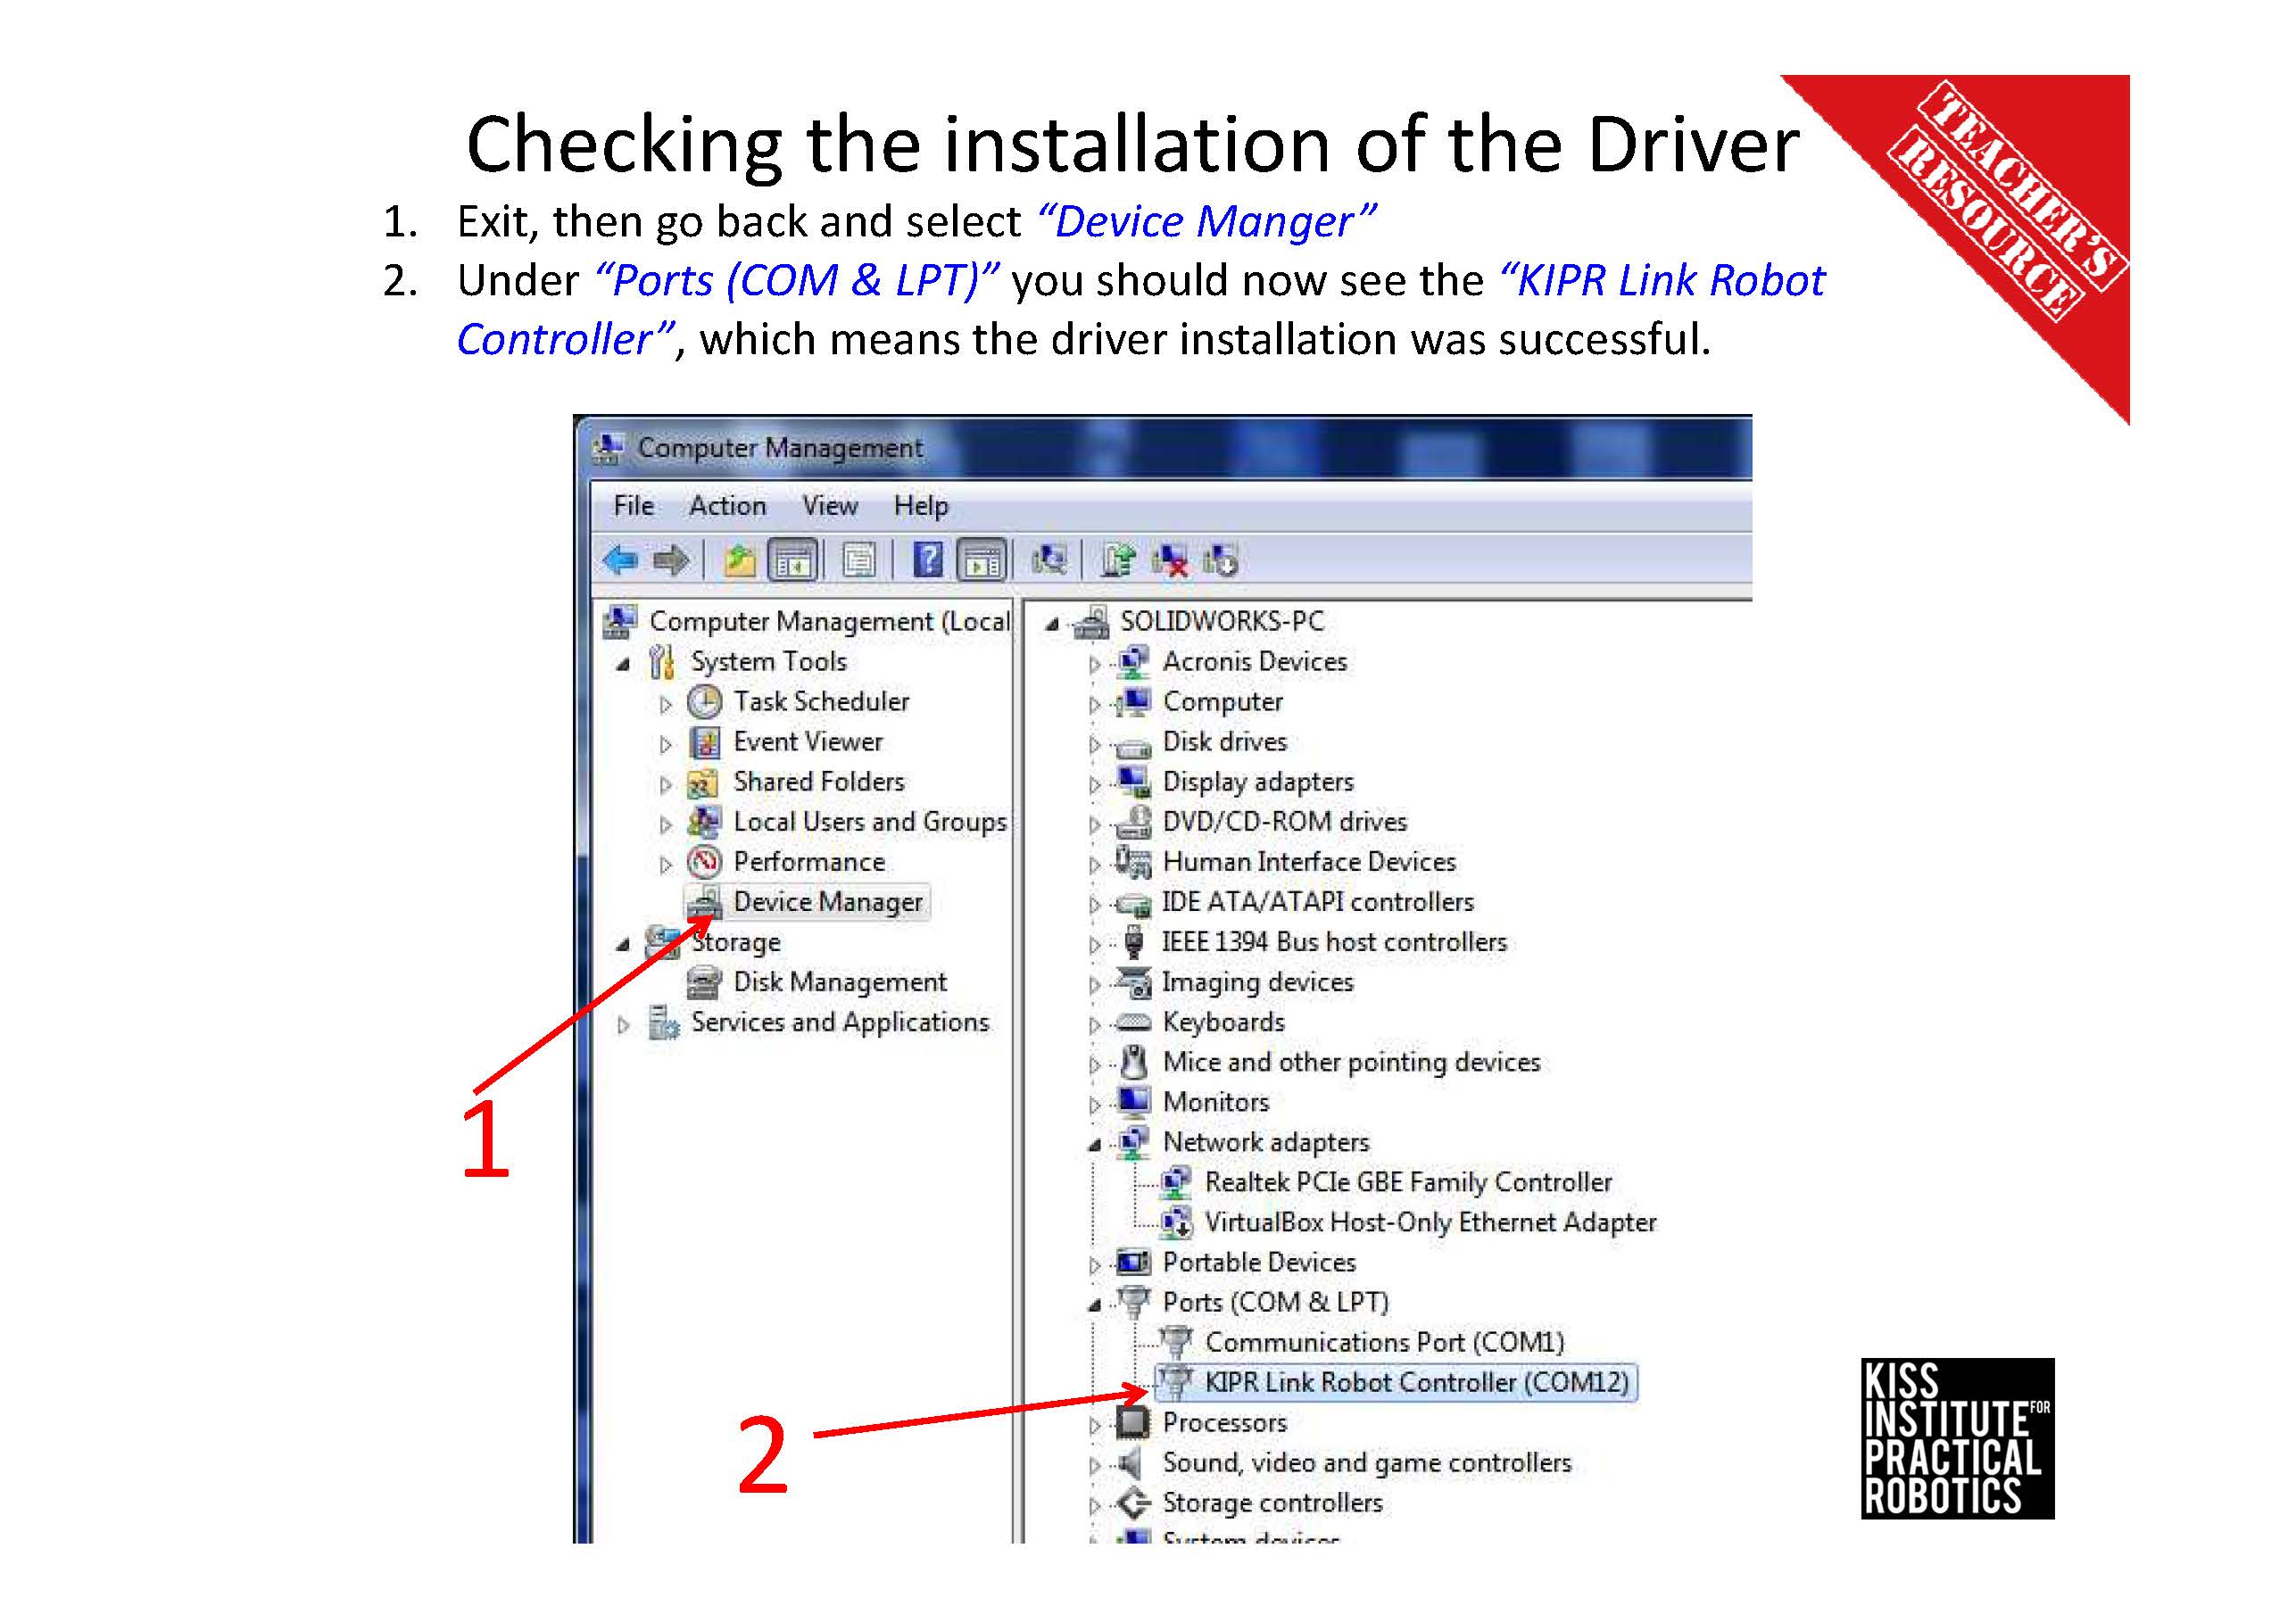 Checking the installation of the Driver
TEACHER'S
RESOURCE
1. Exit, then go back and select “Device Manger”
2. Under “Ports (COM & LPT)” you should now see the “KIPR Link Robot
Controller”, which means the driver installation was successful.
Computer Management
File Action View Help
Computer Management (Local
System Tools
Task Scheduler
Event Viewer
Shared Folders
Local Users and Groups
Performance
Device Manager
Storage
Disk Management
Services and Applications
1
SOLIDWORKS-PC
Acronis Devices
Computer
Disk drives
Display adapters
DVD/CD-ROM drives
Human Interface Devices
IDE ATA/ATAPI controllers
IEEE 1394 Bus host controllers
Imaging devices
Keyboards
Mice and other pointing devices
Monitors
Network adapters
Realtek PCIe GBE Family Controller
VirtualBox Host-Only Ethernet Adapter
Portable Devices
Ports (COM & LPT)
Communications Port (COM1)
KIPR Link Robot Controller (COM12)
Processors
Sound, video and game controllers
Storage controllers
System devices
2
KISS
INSTITUTE FOR
PRACTICAL
ROBOTICS